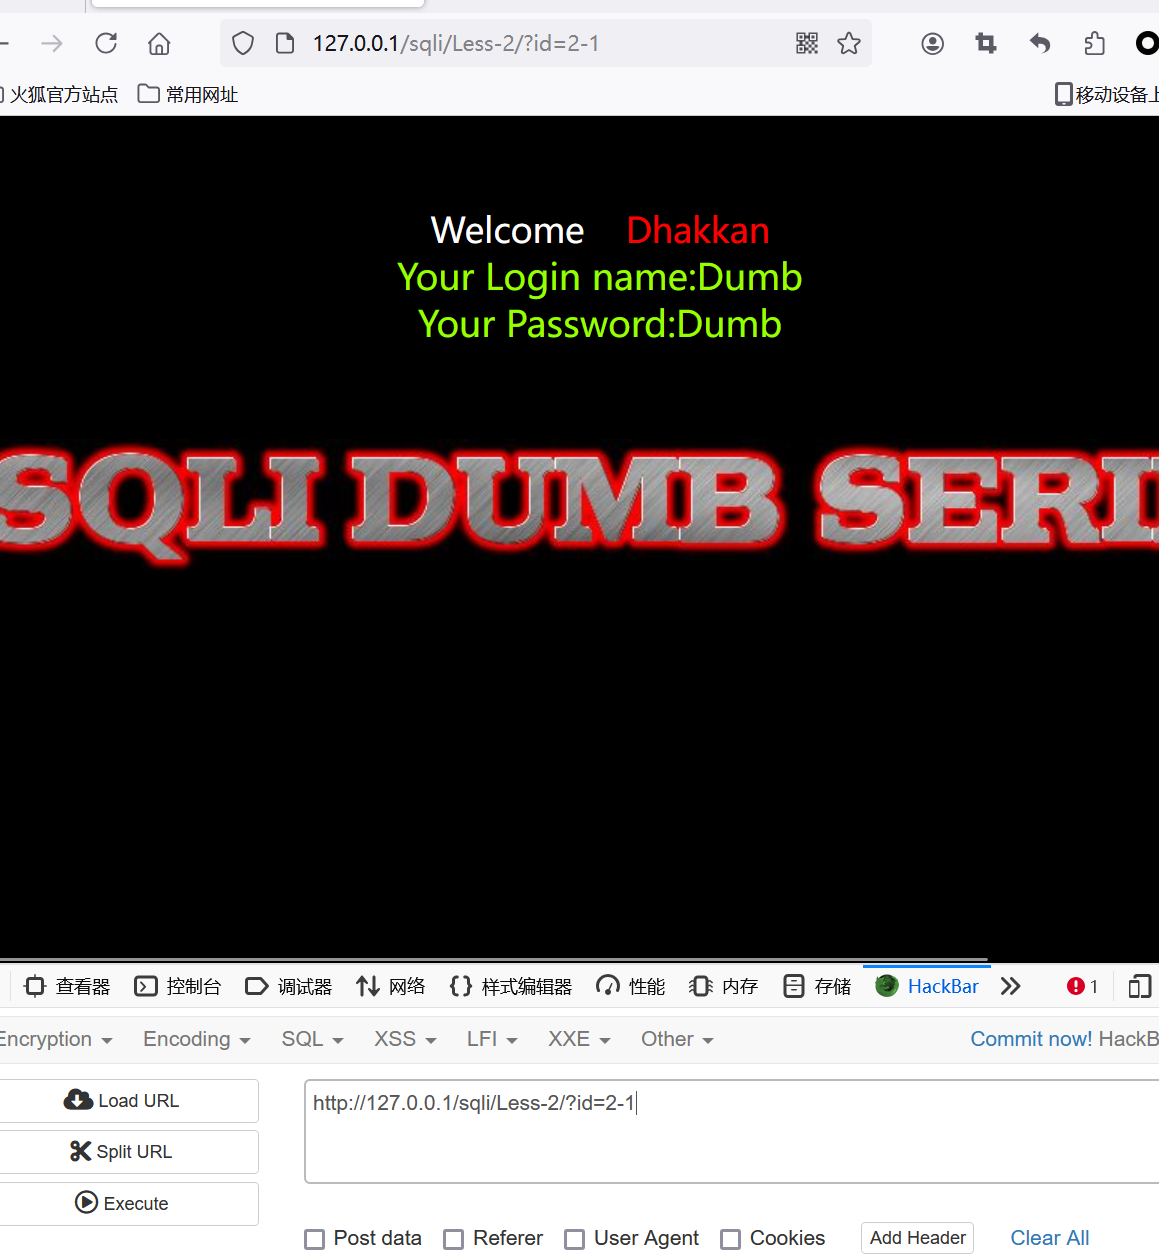 127.0.0.1/sqli/Less-2/?id=2-1
火狐官方站点 常用网址 移动设备上
Welcome Dhakkan
Your Login name:Dumb
Your Password:Dumb
SQLI DUMB SERI
查看器 控制台 调试器 网络 样式编辑器 性能 内存 存储 HackBar 1
Encryption Encoding SQL XSS LFI XXE Other Commit now! HackB
Load URL
http://127.0.0.1/sqli/Less-2/?id=2-1
Split URL
Execute
Post data Referer User Agent Cookies Add Header Clear All